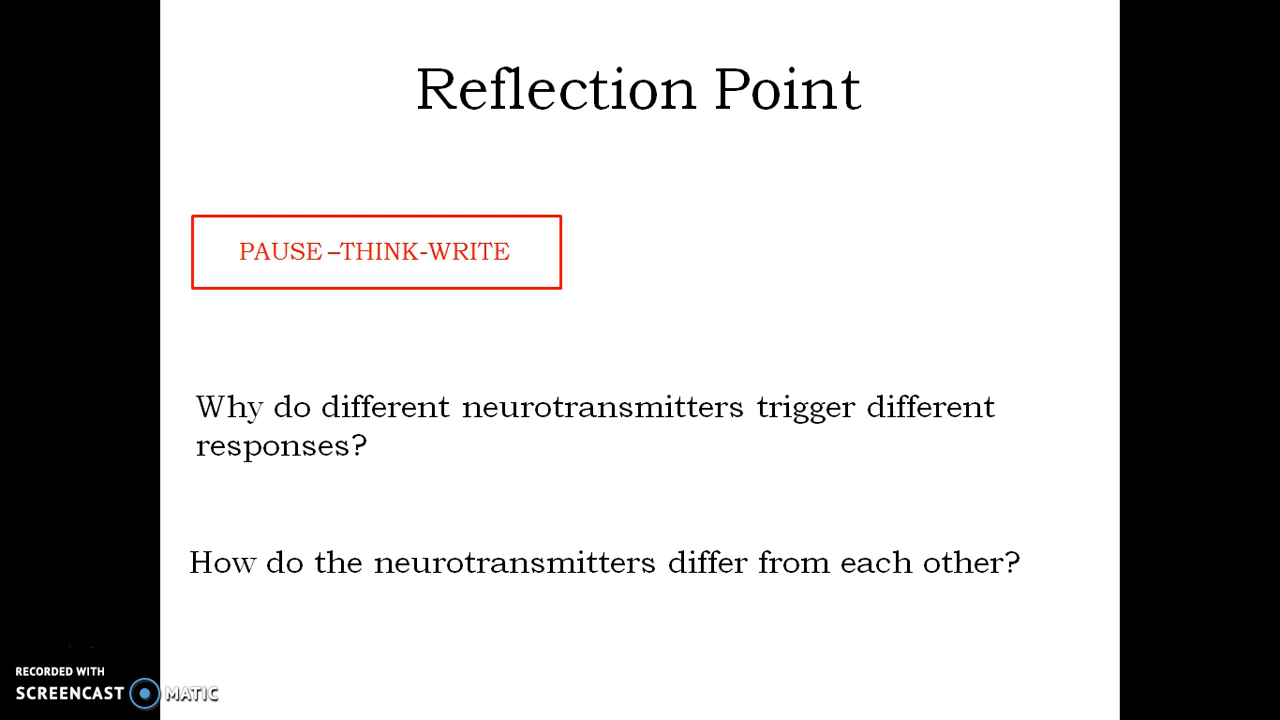 Reflection Point
PAUSE –THINK-WRITE
Why do different neurotransmitters trigger different
responses?
How do the neurotransmitters differ from each other?
RECORDED WITH
SCREENCAST MATIC